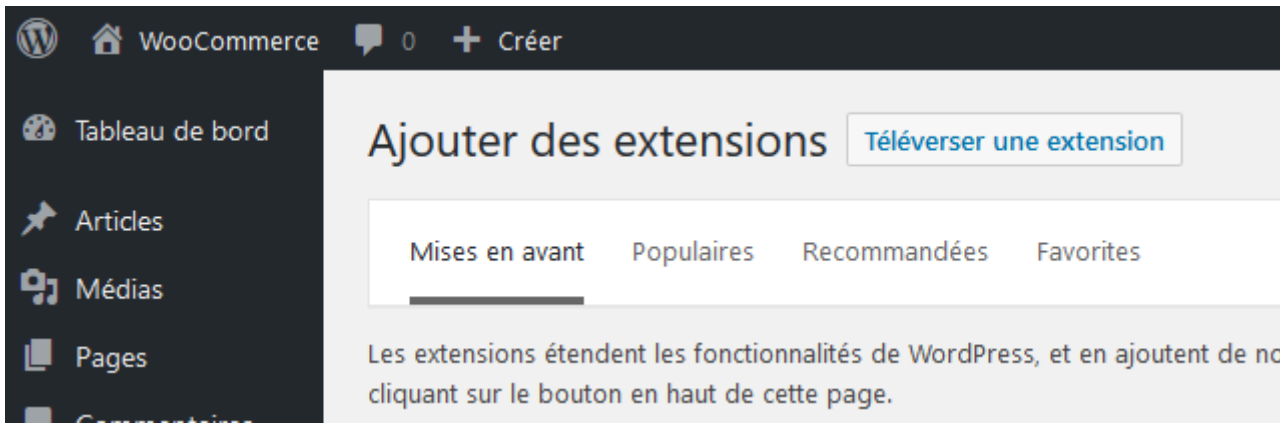 WooCommerce 0 Créer
Tableau de bord
Ajouter des extensions Téléverser une extension
Articles
Mises en avant Populaires Recommandées Favorites
Médias
Pages
Les extensions étendent les fonctionnalités de WordPress, et en ajoutent de
cliquant sur le bouton en haut de cette page.
Commentaires